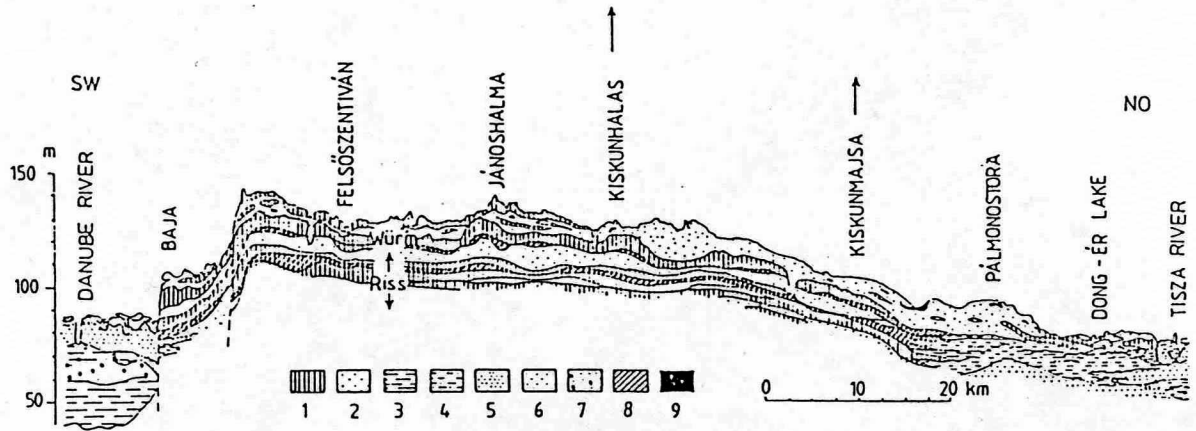 SW
NO
m
150
100
50
DANUBE RIVER
BAJA
FELSŐSZENTIVÁN
JÁNOSHALMA
KISKUNHALAS
KISKUNMAJSA
PÁLMONOSTORA
DONG-ÉR LAKE
TISZA RIVER
Riss
1 2 3 4 5 6 7 8 9
0 10 20 km